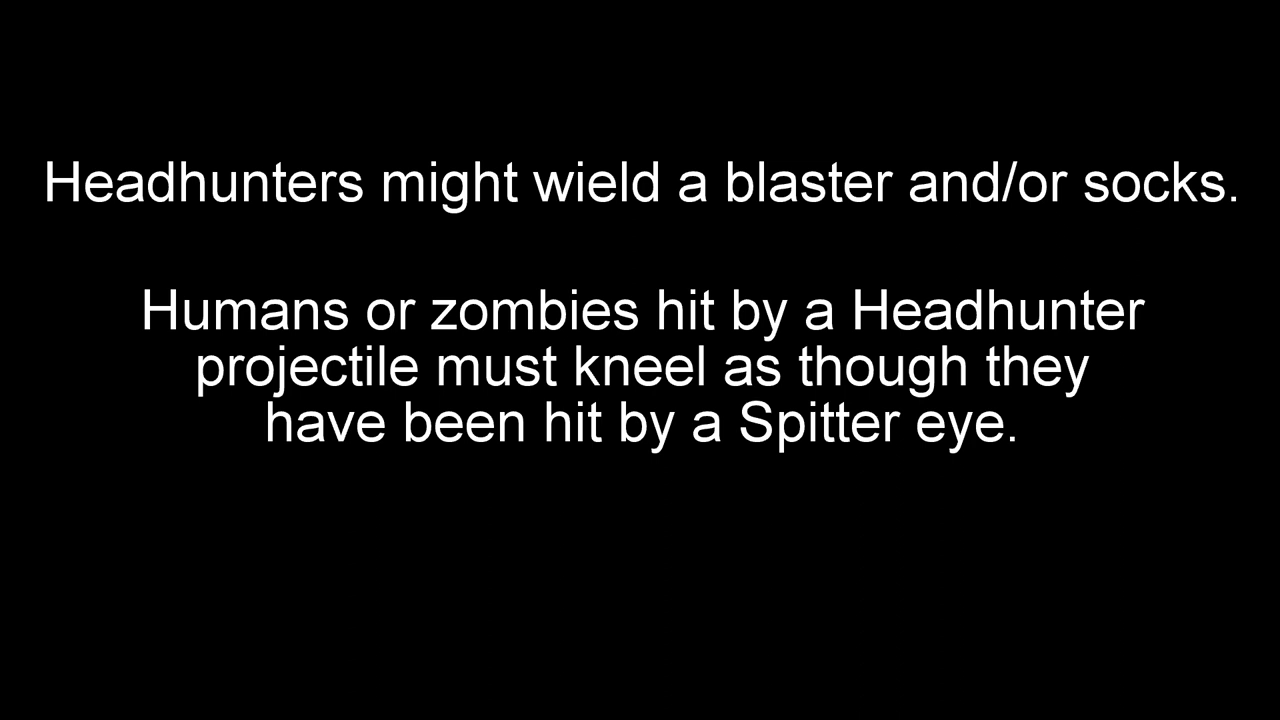 Headhunters might wield a blaster and/or socks.
Humans or zombies hit by a Headhunter
projectile must kneel as though they
have been hit by a Spitter eye.